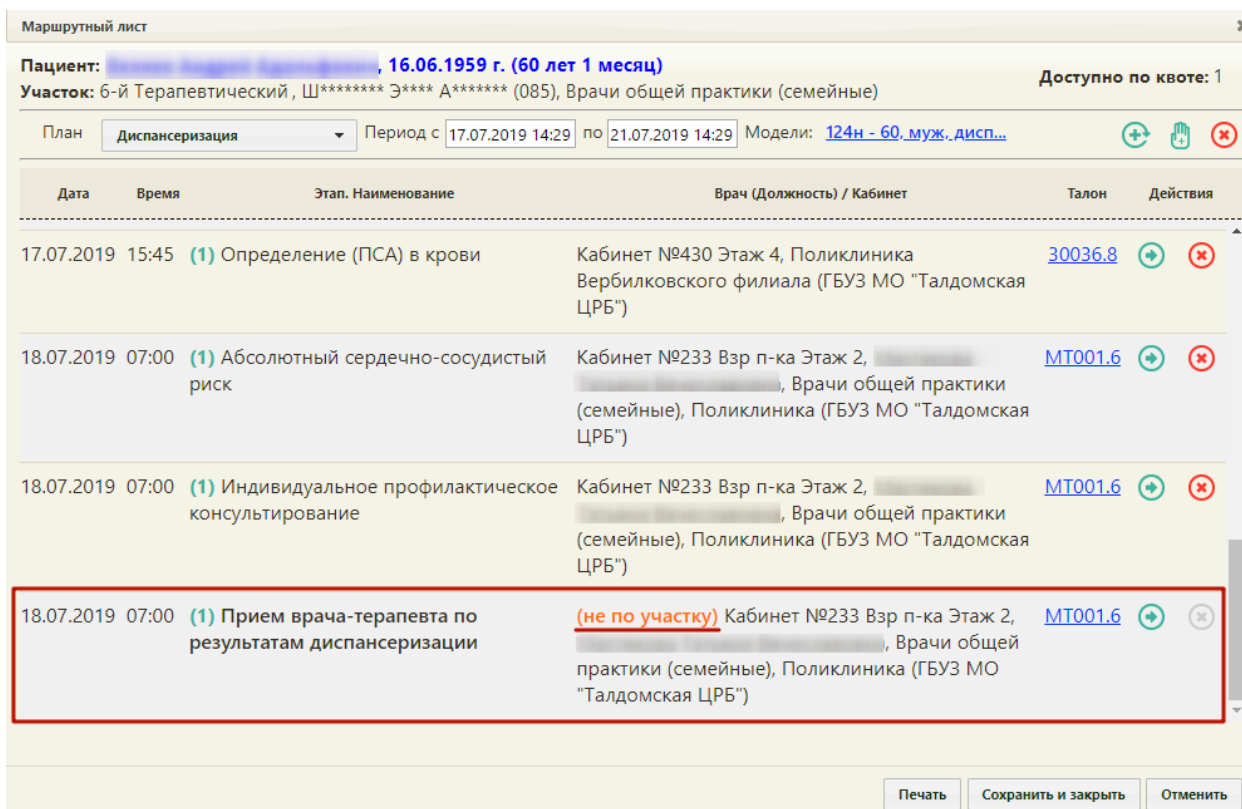 Маршрутный лист
Пациент: , 16.06.1959 г. (60 лет 1 месяц)
Доступно по квоте: 1
Участок: 6-й Терапевтический , Ш******** Э**** А******* (085), Врачи общей практики (семейные)
План Диспансеризация Период с 17.07.2019 14:29 по 21.07.2019 14:29 Модели: 124н - 60, муж, дисп...
Дата Время Этап. Наименование Врач (Должность) / Кабинет Талон Действия
17.07.2019 15:45 (1) Определение (ПСА) в крови Кабинет №430 Этаж 4, Поликлиника 30036.8
Вербилковского филиала (ГБУЗ МО "Талдомская
ЦРБ")
18.07.2019 07:00 (1) Абсолютный сердечно-сосудистый Кабинет №233 Взр п-ка Этаж 2, МТ001.6
риск , Врачи общей практики
(семейные), Поликлиника (ГБУЗ МО "Талдомская
ЦРБ")
18.07.2019 07:00 (1) Индивидуальное профилактическое Кабинет №233 Взр п-ка Этаж 2, МТ001.6
консультирование , Врачи общей практики
(семейные), Поликлиника (ГБУЗ МО "Талдомская
ЦРБ")
18.07.2019 07:00 (1) Прием врача-терапевта по (не по участку) Кабинет №233 Взр п-ка Этаж 2, МТ001.6
результатам диспансеризации , Врачи общей
практики (семейные), Поликлиника (ГБУЗ МО
"Талдомская ЦРБ")
Печать Сохранить и закрыть Отменить